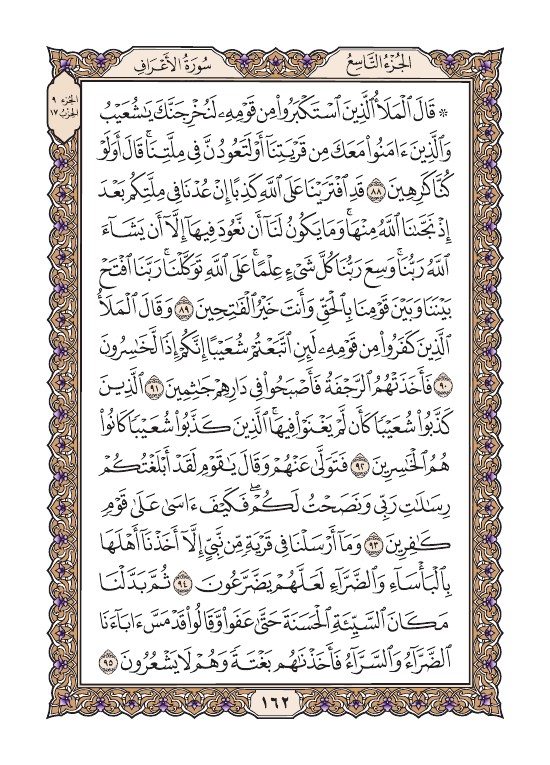 الجُزْءُ التَّاسِعُ
سُورَةُ الأَعْرَافِ
الجزء ٩
الحزب ١٧
۞ قَالَ ٱلْمَلَأُ ٱلَّذِينَ ٱسْتَكْبَرُوا۟ مِن قَوْمِهِۦ لَنُخْرِجَنَّكَ يَـٰشُعَيْبُ
وَٱلَّذِينَ ءَامَنُوا۟ مَعَكَ مِن قَرْيَتِنَآ أَوْ لَتَعُودُنَّ فِى مِلَّتِنَا ۚ قَالَ أَوَلَوْ
كُنَّا كَـٰرِهِينَ ٨٨ قَدِ ٱفْتَرَيْنَا عَلَى ٱللَّهِ كَذِبًا إِنْ عُدْنَا فِى مِلَّتِكُم بَعْدَ
إِذْ نَجَّىٰنَا ٱللَّهُ مِنْهَا ۚ وَمَا يَكُونُ لَنَآ أَن نَّعُودَ فِيهَآ إِلَّآ أَن يَشَآءَ
ٱللَّهُ رَبُّنَا ۚ وَسِعَ رَبُّنَا كُلَّ شَىْءٍ عِلْمًا ۚ عَلَى ٱللَّهِ تَوَكَّلْنَا ۚ رَبَّنَا ٱفْتَحْ
بَيْنَنَا وَبَيْنَ قَوْمِنَا بِٱلْحَقِّ وَأَنتَ خَيْرُ ٱلْفَـٰتِحِينَ ٨٩ وَقَالَ ٱلْمَلَأُ
ٱلَّذِينَ كَفَرُوا۟ مِن قَوْمِهِۦ لَئِنِ ٱتَّبَعْتُمْ شُعَيْبًا إِنَّكُمْ إِذًا لَّخَـٰسِرُونَ
٩٠ فَأَخَذَتْهُمُ ٱلرَّجْفَةُ فَأَصْبَحُوا۟ فِى دَارِهِمْ جَـٰثِمِينَ ٩١ ٱلَّذِينَ
كَذَّبُوا۟ شُعَيْبًا كَأَن لَّمْ يَغْنَوْا۟ فِيهَا ۚ ٱلَّذِينَ كَذَّبُوا۟ شُعَيْبًا كَانُوا۟
هُمُ ٱلْخَـٰسِرِينَ ٩٢ فَتَوَلَّىٰ عَنْهُمْ وَقَالَ يَـٰقَوْمِ لَقَدْ أَبْلَغْتُكُمْ
رِسَـٰلَـٰتِ رَبِّى وَنَصَحْتُ لَكُمْ ۖ فَكَيْفَ ءَاسَىٰ عَلَىٰ قَوْمٍ
كَـٰفِرِينَ ٩٣ وَمَآ أَرْسَلْنَا فِى قَرْيَةٍ مِّن نَّبِىٍّ إِلَّآ أَخَذْنَآ أَهْلَهَا
بِٱلْبَأْسَآءِ وَٱلضَّرَّآءِ لَعَلَّهُمْ يَضَّرَّعُونَ ٩٤ ثُمَّ بَدَّلْنَا
مَكَانَ ٱلسَّيِّئَةِ ٱلْحَسَنَةَ حَتَّىٰ عَفَوا۟ وَّقَالُوا۟ قَدْ مَسَّ ءَابَآءَنَا
ٱلضَّرَّآءُ وَٱلسَّرَّآءُ فَأَخَذْنَـٰهُم بَغْتَةً وَهُمْ لَا يَشْعُرُونَ ٩٥
١٦٢